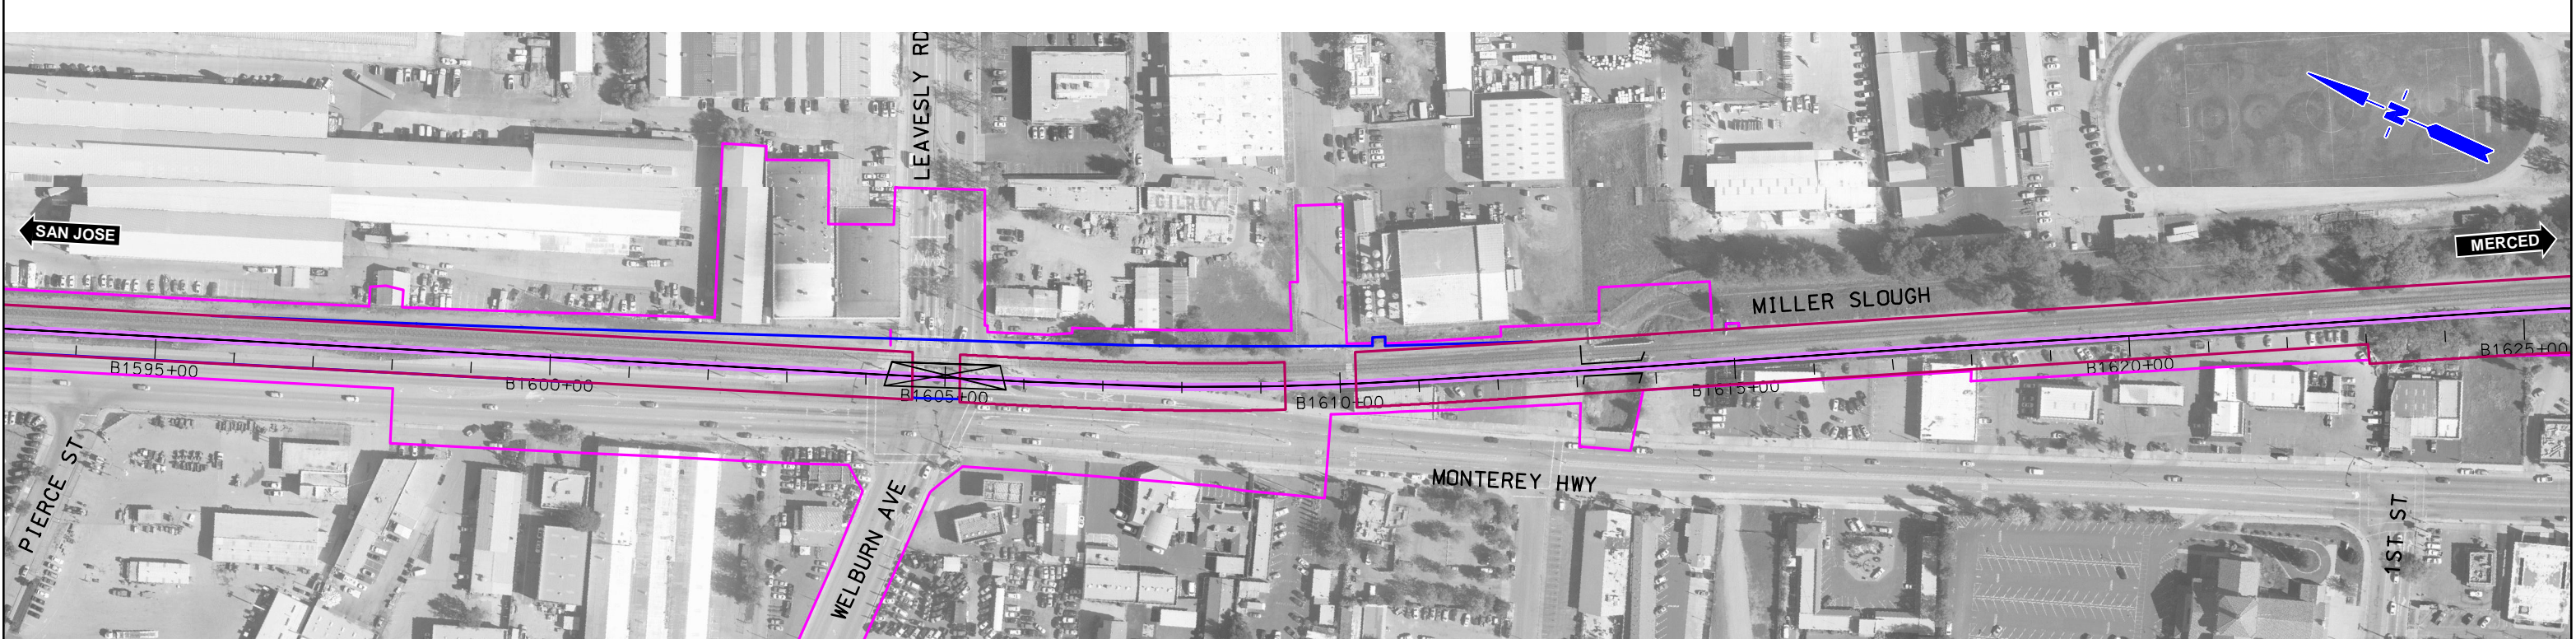 LEAVESLY RD
N
GILROY
SAN JOSE
MERCED
MILLER SLOUGH
B1595+00
B1600+00
B1605+00
B1610+00
B1615+00
B1620+00
B1625+00
PIERCE ST
WELBURN AVE
MONTEREY HWY
1ST ST